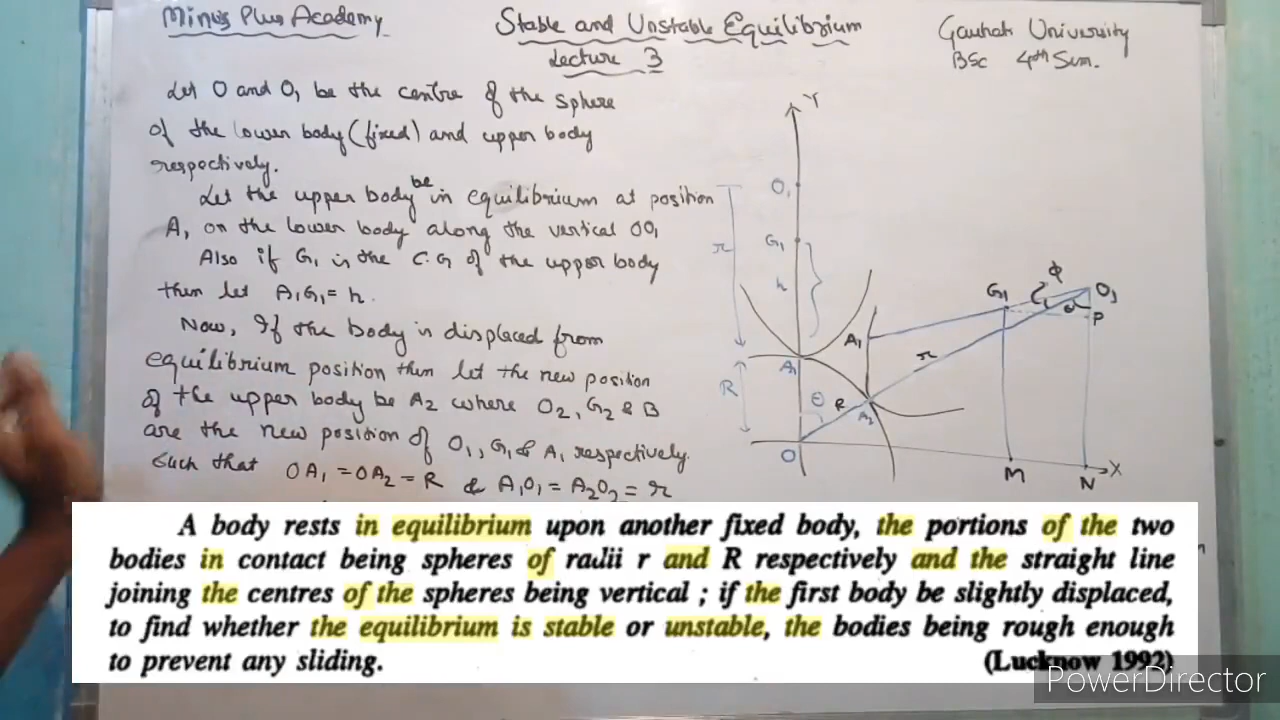 Minus Plus Academy
Stable and Unstable Equilibrium
Lecture 3
Gauhati University
BSc 4th Sem.
Let O and O1 be the centre of the sphere
of the lower body (fixed) and upper body
respectively.
Let the upper body be in equilibrium at position
A1 on the lower body along the vertical OO1
Also if G1 is the C.G of the upper body
then let A1G1 = h.
Now, If the body is displaced from
equilibrium position then let the new position
of the upper body be A2 where O2, G2 & B
are the new position of O1, G1 & A1 respectively.
Such that OA1 = OA2 = R & A1O1 = A2O2 = r
Y
O1
G1
h
r
A1
R
O
θ
R
A2
A1
r
G1
φ
θ
O1
P
M
N
X
A body rests in equilibrium upon another fixed body, the portions of the two
bodies in contact being spheres of radii r and R respectively and the straight line
joining the centres of the spheres being vertical ; if the first body be slightly displaced,
to find whether the equilibrium is stable or unstable, the bodies being rough enough
to prevent any sliding.
(Lucknow 1992)
PowerDirector